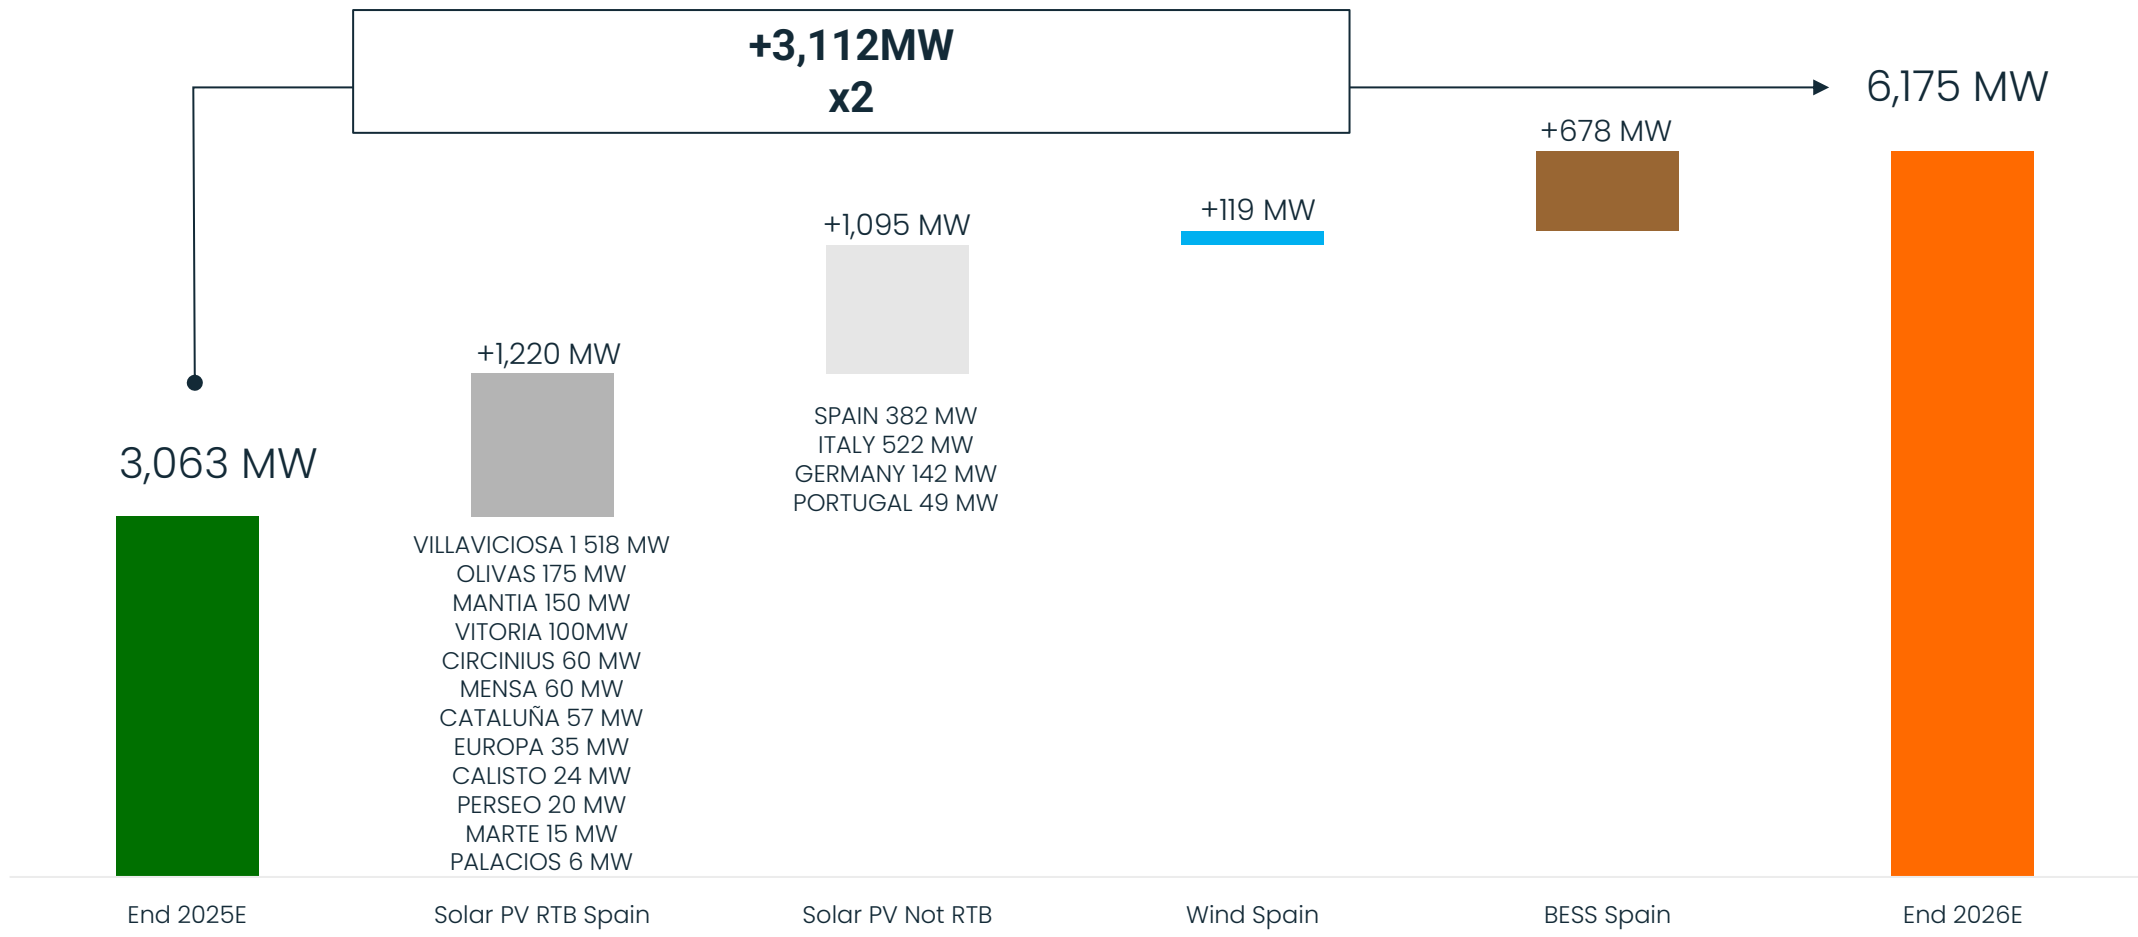 +3,112MW
x2
6,175 MW
+678 MW
+119 MW
+1,095 MW
+1,220 MW
3,063 MW
SPAIN 382 MW
ITALY 522 MW
GERMANY 142 MW
PORTUGAL 49 MW
VILLAVICIOSA 1 518 MW
OLIVAS 175 MW
MANTIA 150 MW
VITORIA 100MW
CIRCINIUS 60 MW
MENSA 60 MW
CATALUÑA 57 MW
EUROPA 35 MW
CALISTO 24 MW
PERSEO 20 MW
MARTE 15 MW
PALACIOS 6 MW
End 2025E
Solar PV RTB Spain
Solar PV Not RTB
Wind Spain
BESS Spain
End 2026E